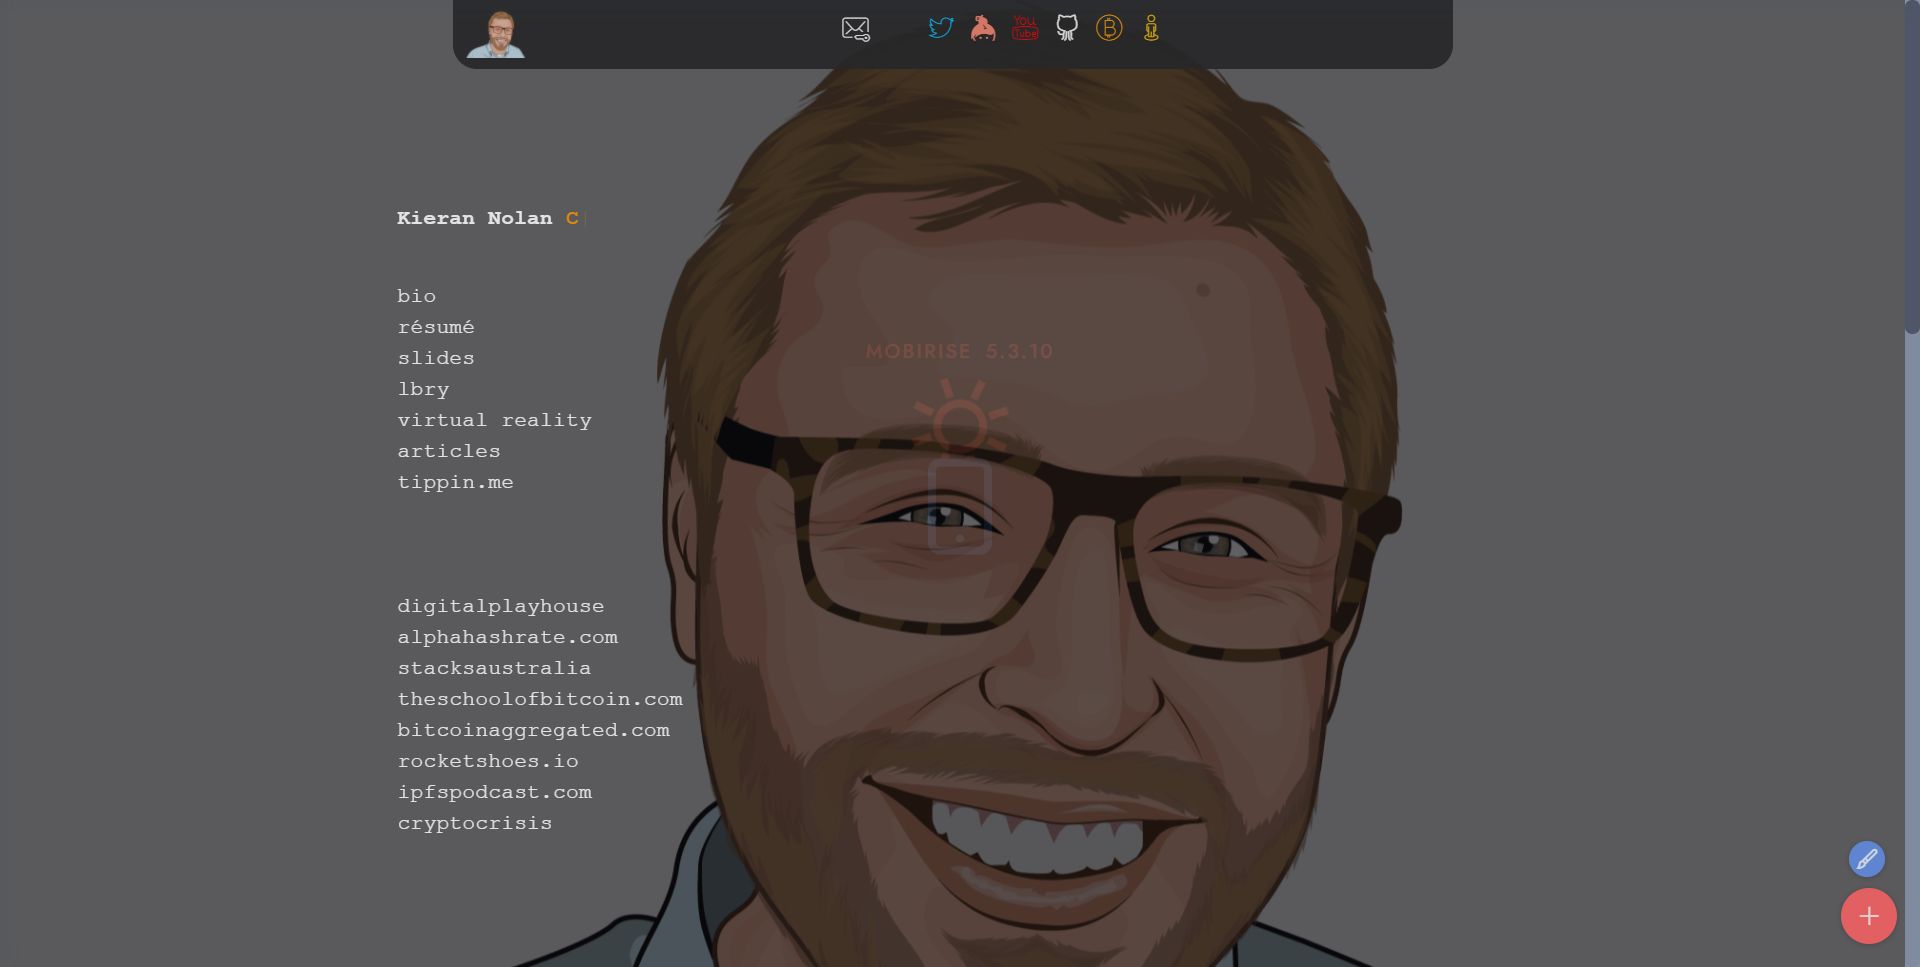 You
Tube
Kieran Nolan C
bio
résumé
slides
lbry
virtual reality
articles
tippin.me
MOBIRISE 5.3.10
digitalplayhouse
alphahashrate.com
stacksaustralia
theschoolofbitcoin.com
bitcoinaggregated.com
rocketshoes.io
ipfspodcast.com
cryptocrisis